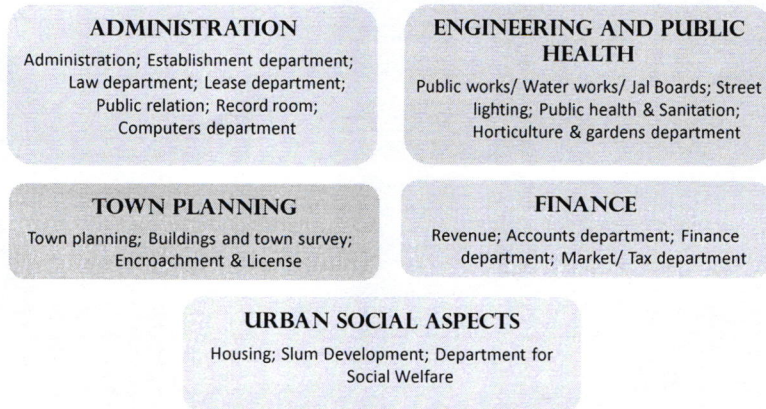 ADMINISTRATION
Administration; Establishment department;
Law department; Lease department;
Public relation; Record room;
Computers department
ENGINEERING AND PUBLIC
HEALTH
Public works/ Water works/ Jal Boards; Street
lighting; Public health & Sanitation;
Horticulture & gardens department
TOWN PLANNING
Town planning; Buildings and town survey;
Encroachment & License
FINANCE
Revenue; Accounts department; Finance
department; Market/ Tax department
URBAN SOCIAL ASPECTS
Housing; Slum Development; Department for
Social Welfare